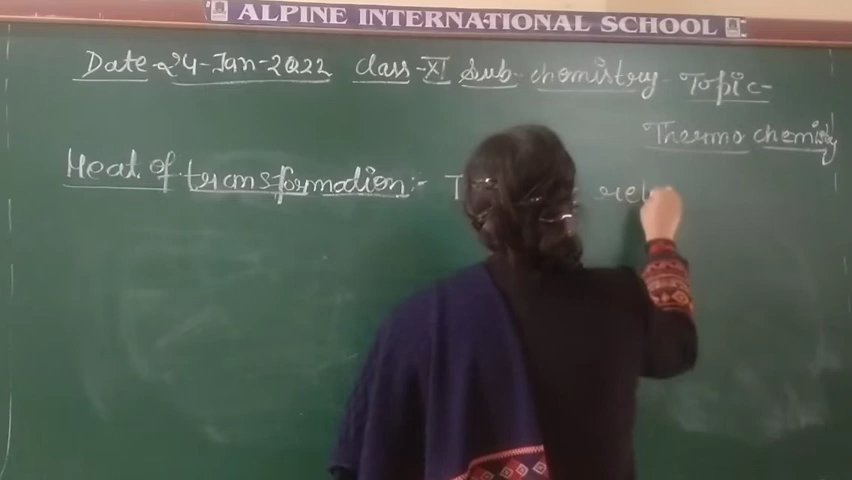 ALPINE INTERNATIONAL SCHOOL
Date-24-Jan-2022 Class-XI Sub-chemistry-Topic-
Thermo chemistry
Heat of transformation:-